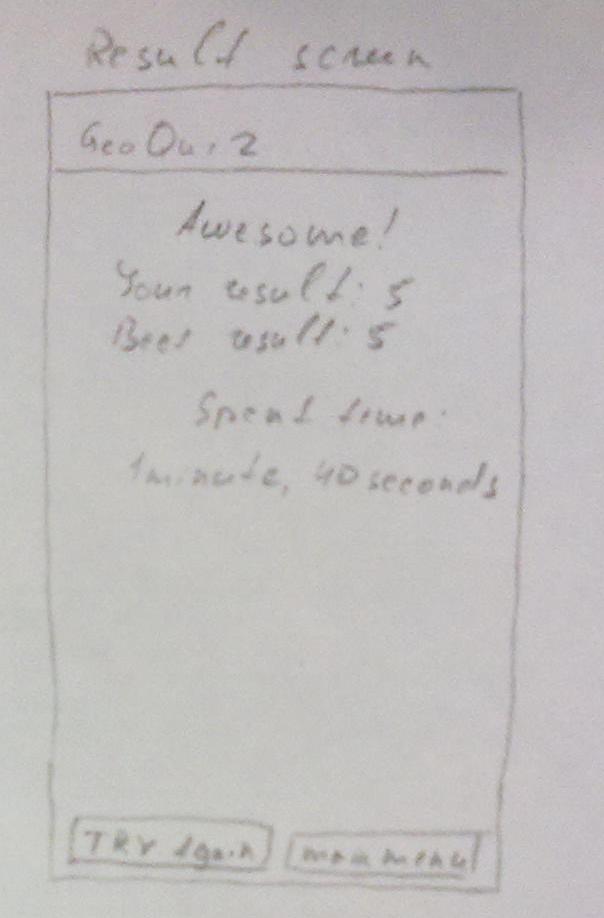 Result screen
GeoQuiz
Awesome!
Your result: 5
Best result: 5
Spent time:
1 minute, 40 seconds
TRY Again
main menu